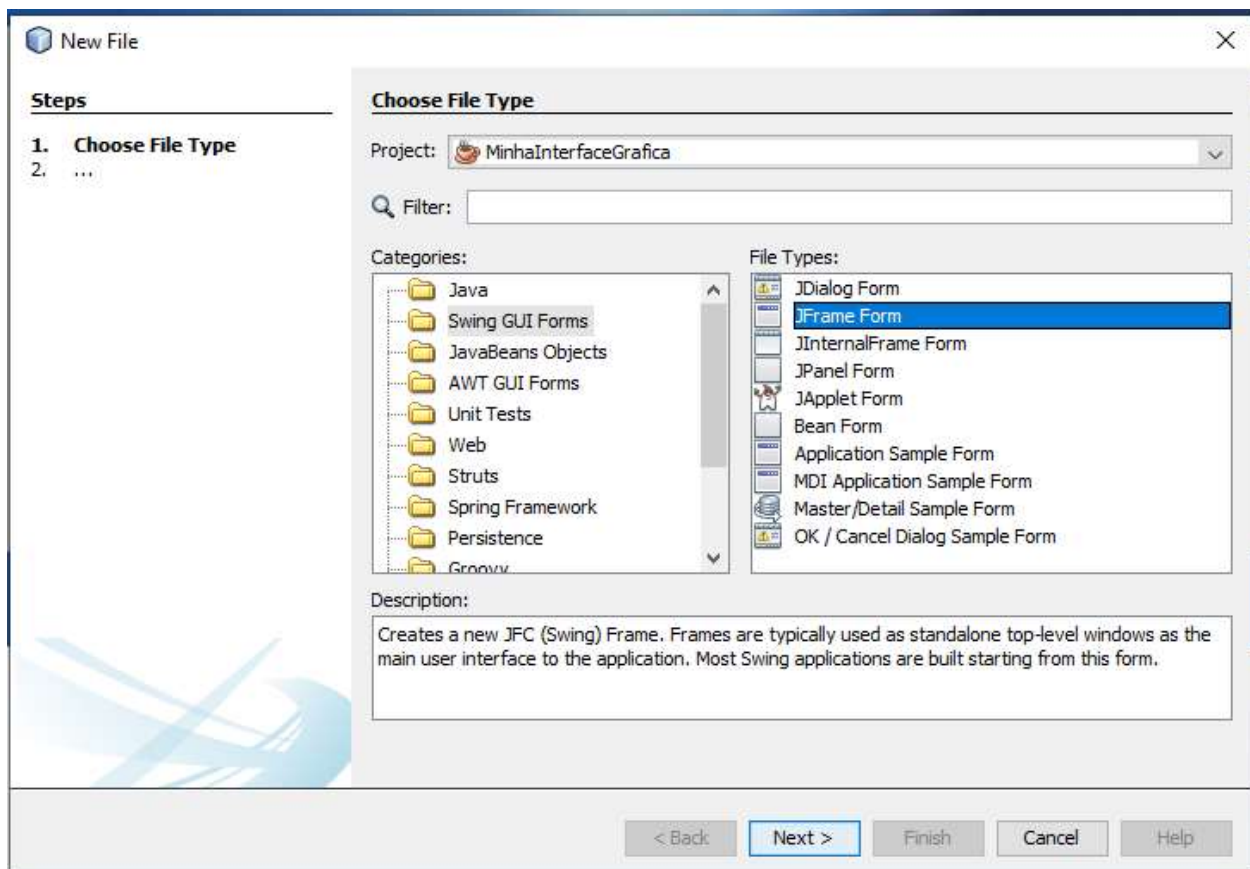 New File
Steps
1. Choose File Type
2. ...
Choose File Type
Project: MinhaInterfaceGrafica
Filter:
Categories:
Java
Swing GUI Forms
JavaBeans Objects
AWT GUI Forms
Unit Tests
Web
Struts
Spring Framework
Persistence
Groovy
File Types:
JDialog Form
JFrame Form
JInternalFrame Form
JPanel Form
JApplet Form
Bean Form
Application Sample Form
MDI Application Sample Form
Master/Detail Sample Form
OK / Cancel Dialog Sample Form
Description:
Creates a new JFC (Swing) Frame. Frames are typically used as standalone top-level windows as the
main user interface to the application. Most Swing applications are built starting from this form.
< Back Next > Finish Cancel Help